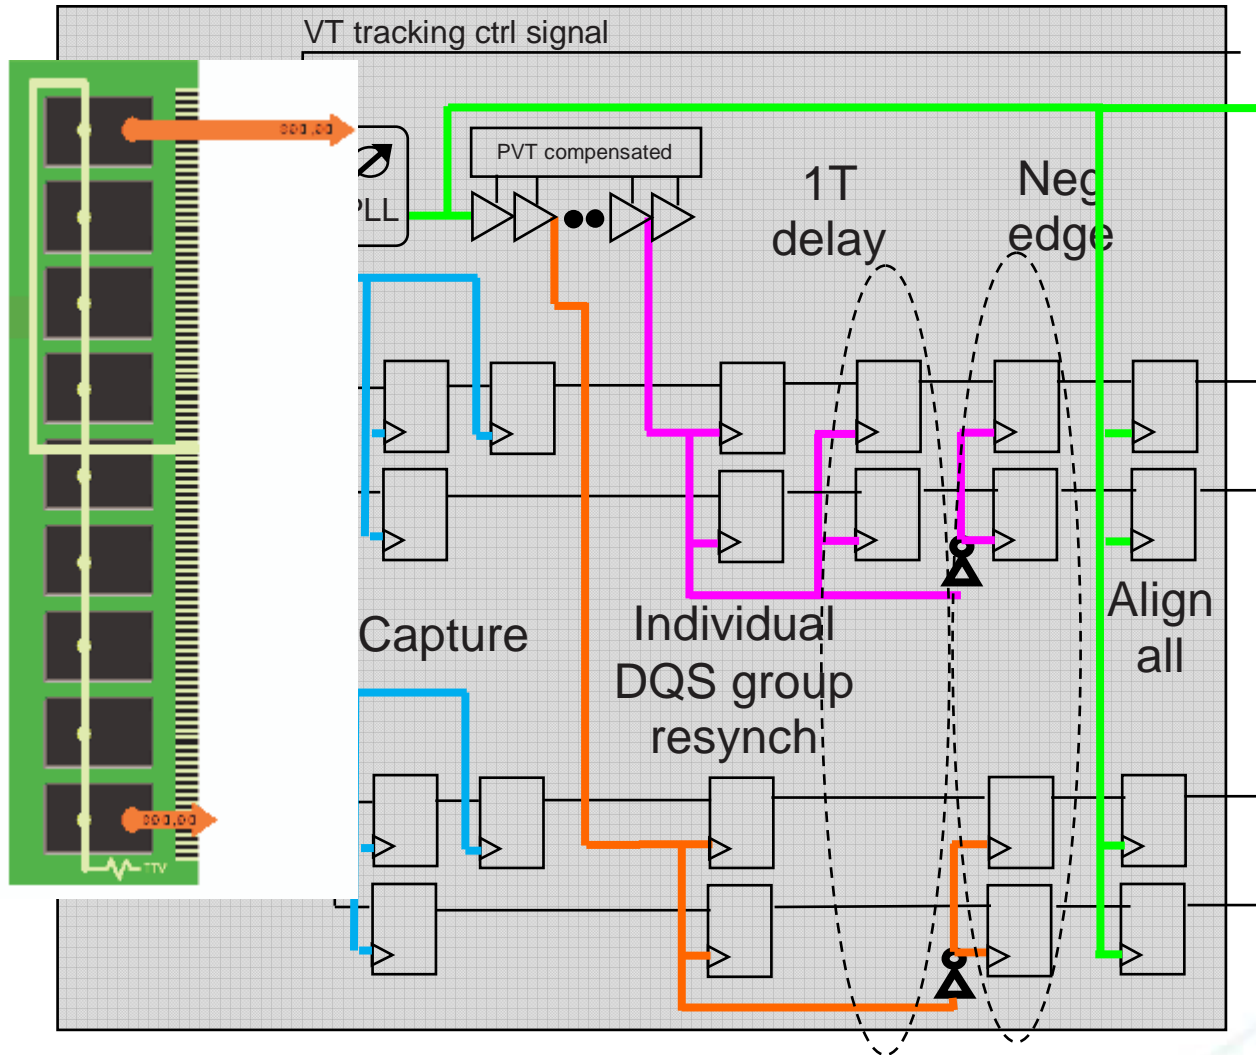 VT tracking ctrl signal
PVT compensated
PLL
1T
delay
Neg
edge
Capture
Individual
DQS group
resynch
Align
all